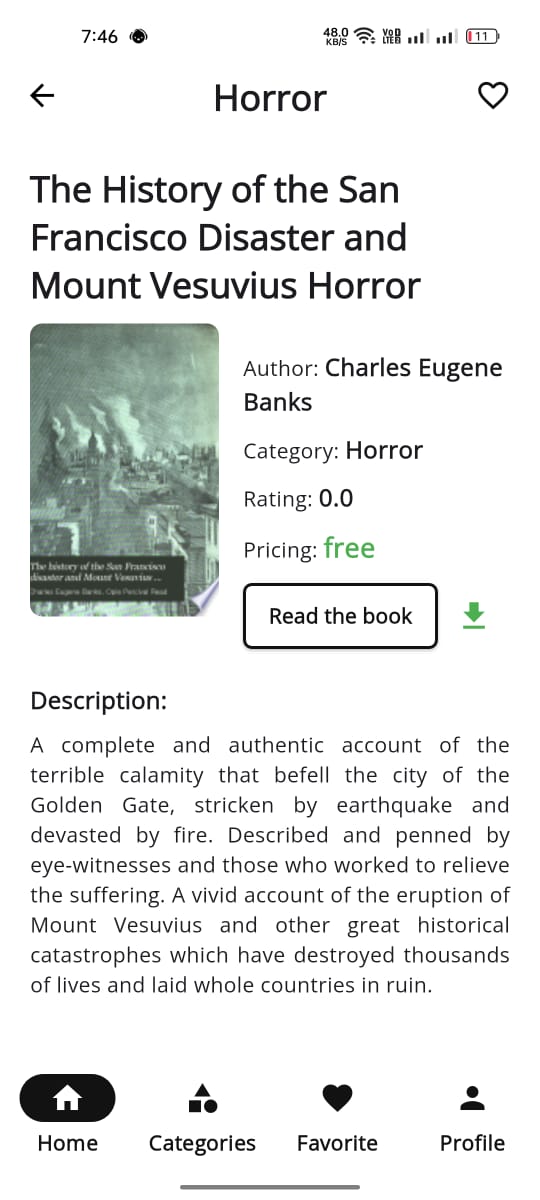 7:46
48.0
KB/S
VoD
LTEB
11
Horror
The History of the San
Francisco Disaster and
Mount Vesuvius Horror
Author: Charles Eugene
Banks
Category: Horror
Rating: 0.0
Pricing: free
The history of the San Francisco
disaster and Mount Vesuvius ...
Charles Eugene Banks, Opie Percival Read
Read the book
Description:
A complete and authentic account of the
terrible calamity that befell the city of the
Golden Gate, stricken by earthquake and
devasted by fire. Described and penned by
eye-witnesses and those who worked to relieve
the suffering. A vivid account of the eruption of
Mount Vesuvius and other great historical
catastrophes which have destroyed thousands
of lives and laid whole countries in ruin.
Home
Categories
Favorite
Profile